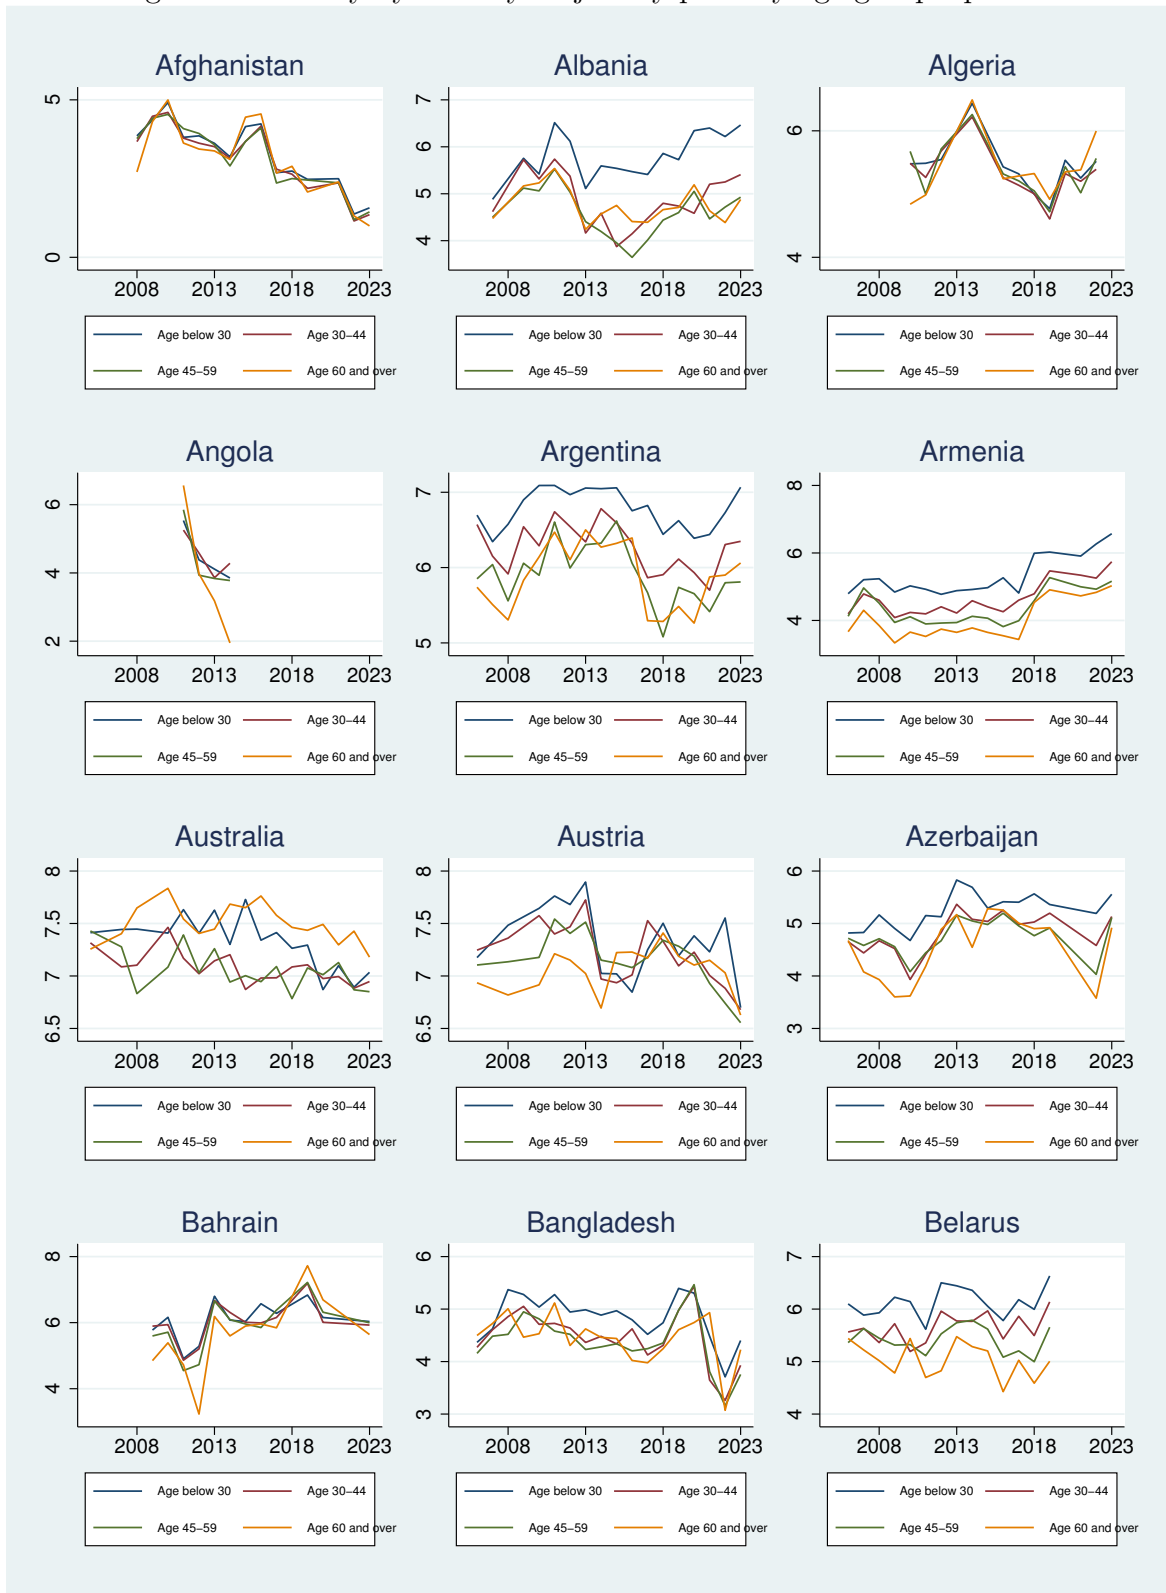 Afghanistan Albania Algeria
5
0
7
6
5
4
6
4
2008 2013 2018 2023 2008 2013 2018 2023 2008 2013 2018 2023
Age below 30 Age 30–44 Age below 30 Age 30–44 Age below 30 Age 30–44
Age 45–59 Age 60 and over Age 45–59 Age 60 and over Age 45–59 Age 60 and over
Angola Argentina Armenia
6
4
2
7
6
5
8
6
4
2008 2013 2018 2023 2008 2013 2018 2023 2008 2013 2018 2023
Age below 30 Age 30–44 Age below 30 Age 30–44 Age below 30 Age 30–44
Age 45–59 Age 60 and over Age 45–59 Age 60 and over Age 45–59 Age 60 and over
Australia Austria Azerbaijan
8
7.5
7
6.5
8
7.5
7
6.5
6
5
4
3
2008 2013 2018 2023 2008 2013 2018 2023 2008 2013 2018 2023
Age below 30 Age 30–44 Age below 30 Age 30–44 Age below 30 Age 30–44
Age 45–59 Age 60 and over Age 45–59 Age 60 and over Age 45–59 Age 60 and over
Bahrain Bangladesh Belarus
8
6
4
6
5
4
3
7
6
5
4
2008 2013 2018 2023 2008 2013 2018 2023 2008 2013 2018 2023
Age below 30 Age 30–44 Age below 30 Age 30–44 Age below 30 Age 30–44
Age 45–59 Age 60 and over Age 45–59 Age 60 and over Age 45–59 Age 60 and over